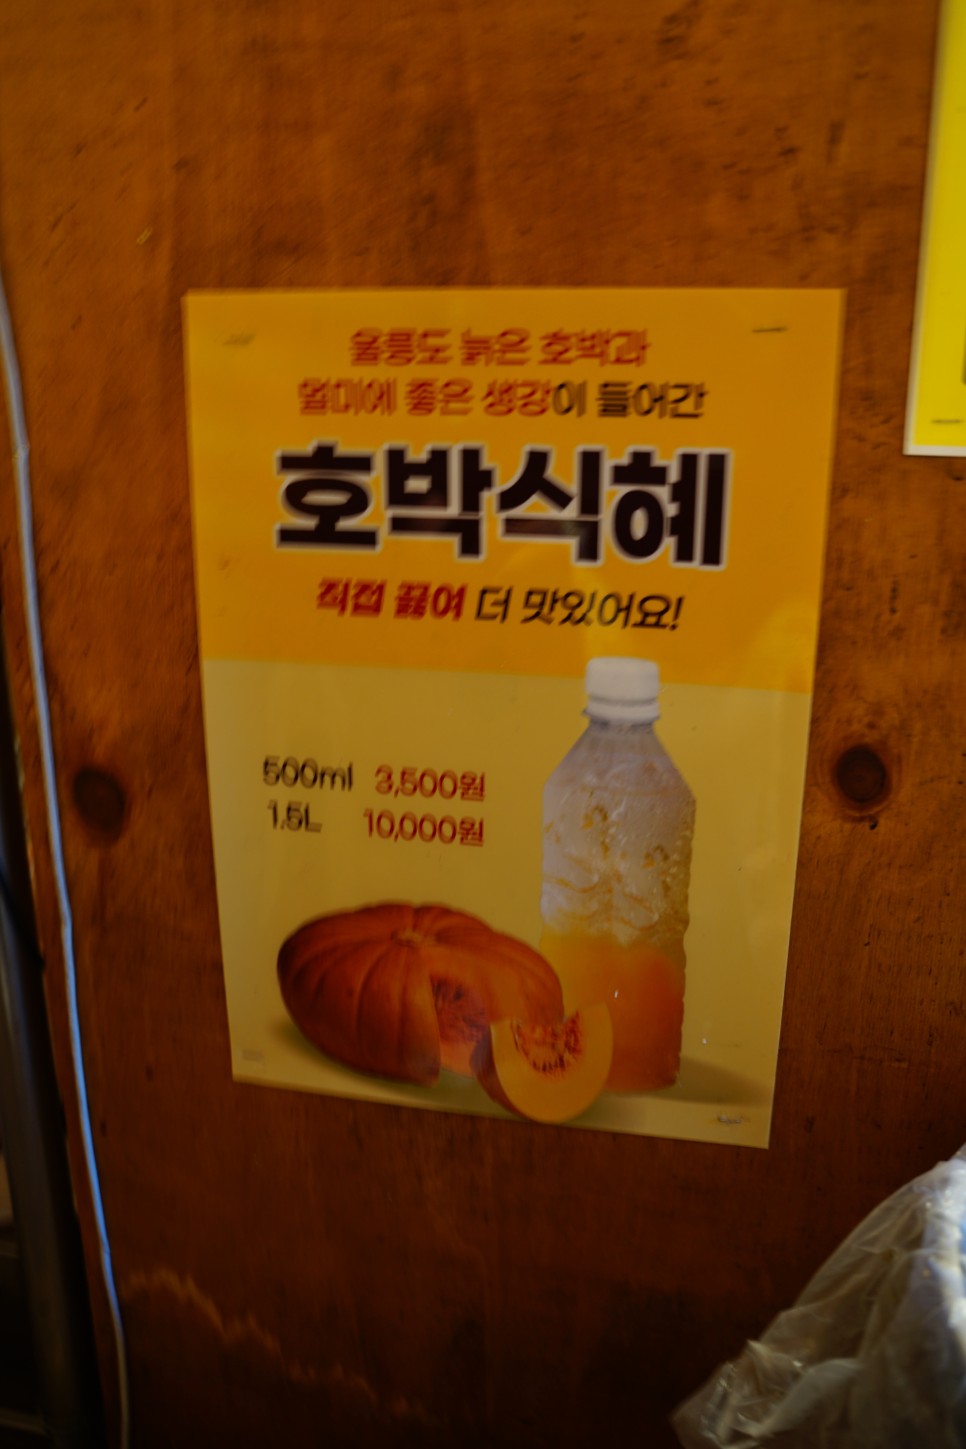 울릉도 늙은 호박과
멀미에 좋은 생강이 들어간
호박식혜
직접 끓여 더 맛있어요!
500ml 3,500원
1.5L 10,000원